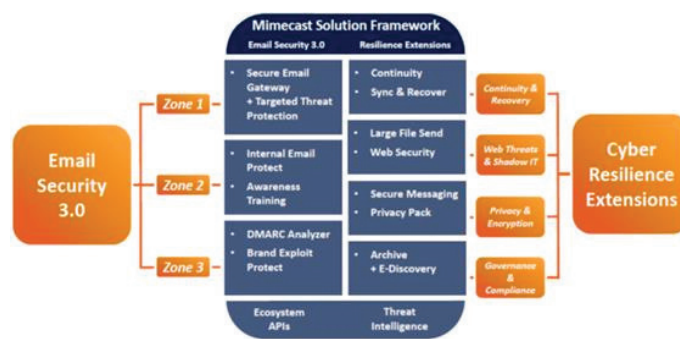 Mimecast Solution Framework
Email Security 3.0
Resilience Extensions
Email
Security
3.0
Zone 1
Zone 2
Zone 3
• Secure Email
Gateway
+ Targeted Threat
Protection
• Internal Email
Protect
• Awareness
Training
• DMARC Analyzer
• Brand Exploit
Protect
Ecosystem
APIs
• Continuity
• Sync & Recover
• Large File Send
• Web Security
• Secure Messaging
• Privacy Pack
• Archive
+ E-Discovery
Threat
Intelligence
Continuity &
Recovery
Web Threats
& Shadow IT
Privacy &
Encryption
Governance
&
Compliance
Cyber
Resilience
Extensions